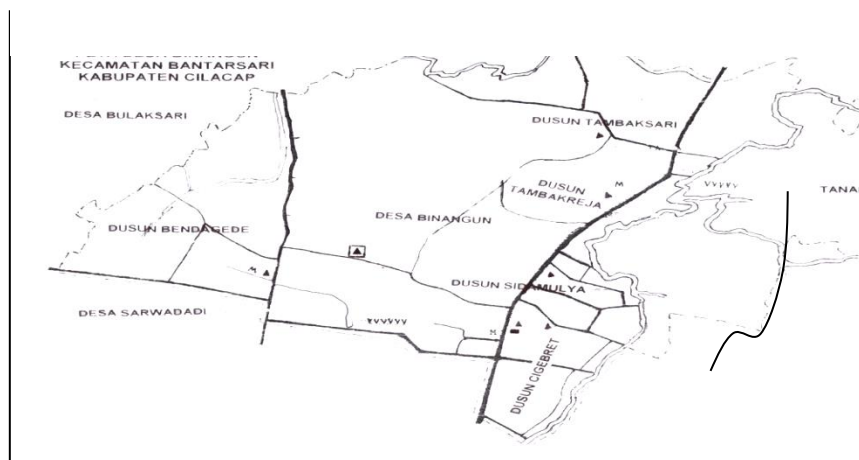 KECAMATAN BANTARSARI
KABUPATEN CILACAP
DESA BULAKSARI
DUSUN TAMBAKSARI
DUSUN
TAMBAKREJA
M
TANA
DESA BINANGUN
DUSUN BENDAGEDE
M
DUSUN SIDAMULYA
DESA SARWADADI
M
DUSUN CIGEBRET